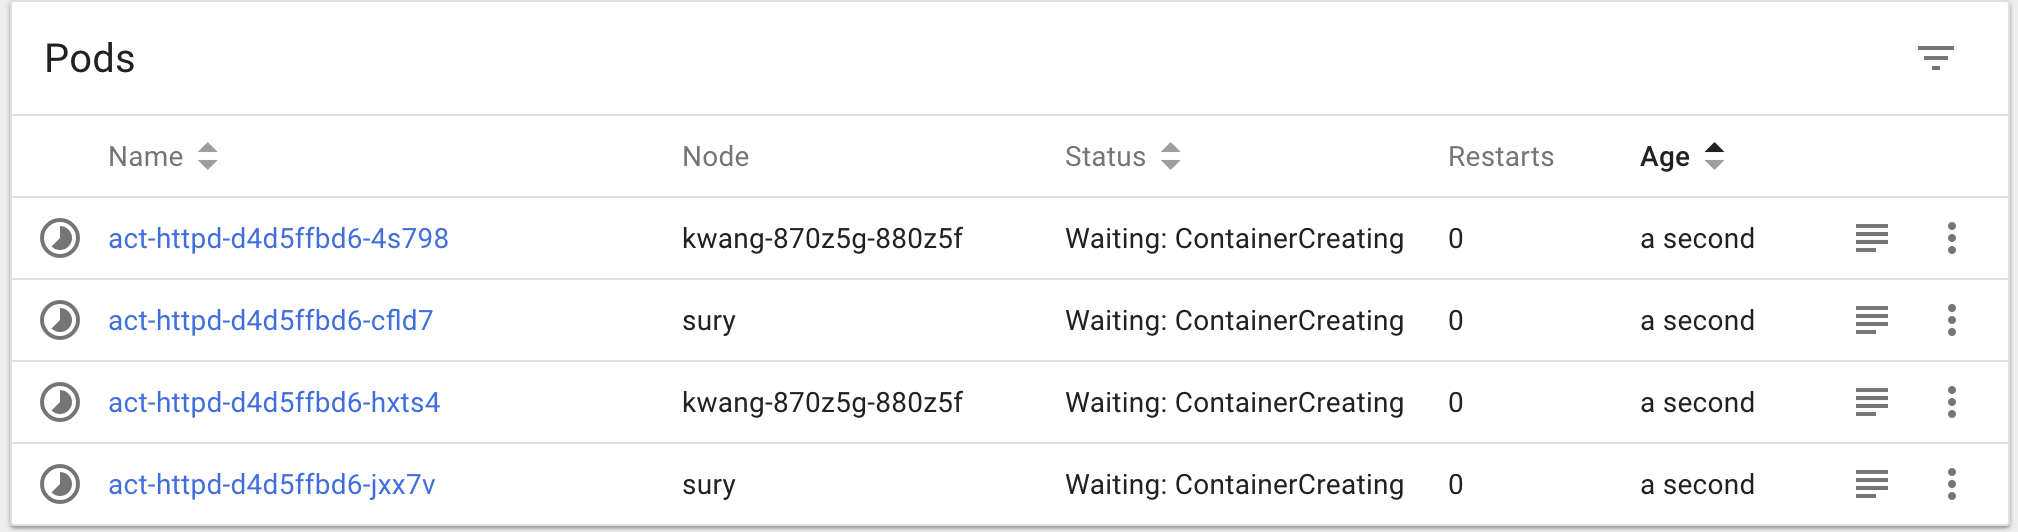 Pods
Name Node Status Restarts Age
act-httpd-d4d5ffbd6-4s798 kwang-870z5g-880z5f Waiting: ContainerCreating 0 a second
act-httpd-d4d5ffbd6-cfld7 sury Waiting: ContainerCreating 0 a second
act-httpd-d4d5ffbd6-hxts4 kwang-870z5g-880z5f Waiting: ContainerCreating 0 a second
act-httpd-d4d5ffbd6-jxx7v sury Waiting: ContainerCreating 0 a second